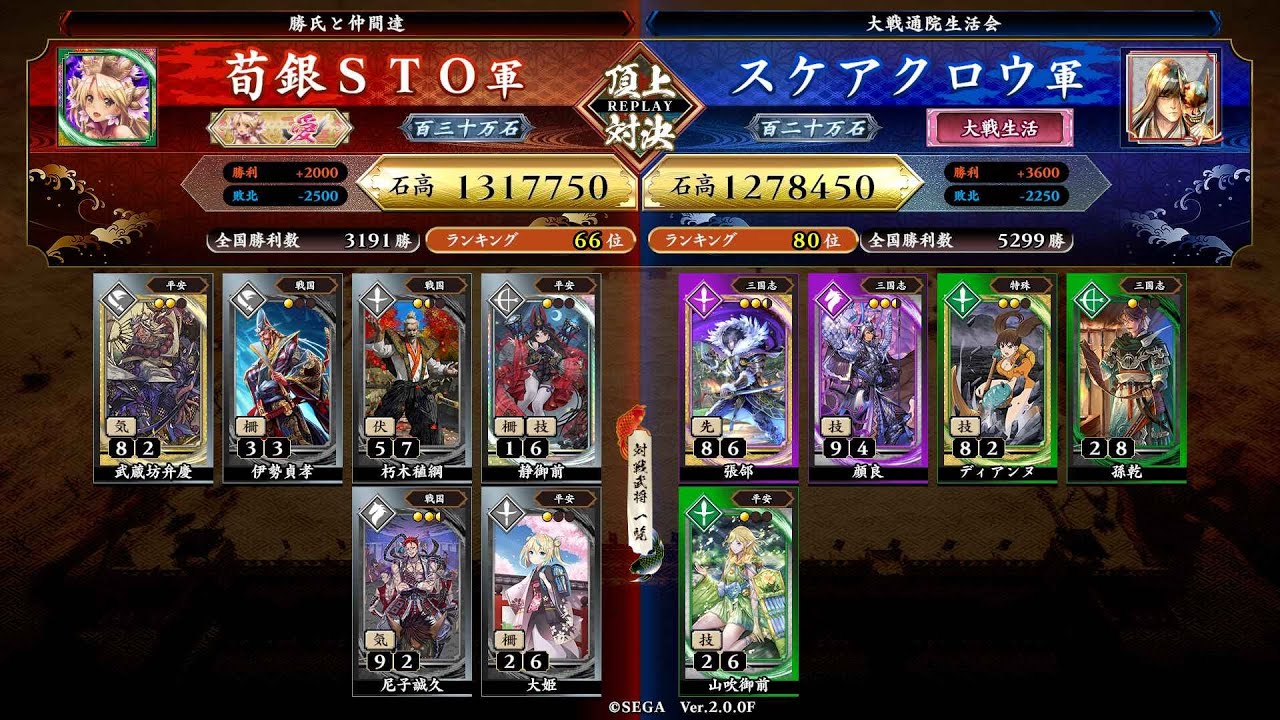 勝氏と仲間達
大戦通院生活会
荀銀STO軍
スケアクロウ軍
頂上
REPLAY
対決
愛
百三十万石
百二十万石
大戦生活
勝利 +2000
敗北 -2500
石高 1317750
石高 1278450
勝利 +3600
敗北 -2250
全国勝利数 3191勝
ランキング 66位
ランキング 80位
全国勝利数 5299勝
平安
戦国
戦国
平安
三国志
三国志
特殊
三国志
気
柵
伏
柵 技
先
技
技
8 2
3 3
5 7
1 6
8 6
9 4
8 2
2 8
武蔵坊弁慶
伊勢貞孝
朽木稙綱
静御前
張郃
顔良
ディアンヌ
孫乾
対戦武将一覧
戦国
平安
平安
気
柵
技
9 2
2 6
2 6
尼子誠久
大姫
山吹御前
©SEGA Ver.2.0.0F